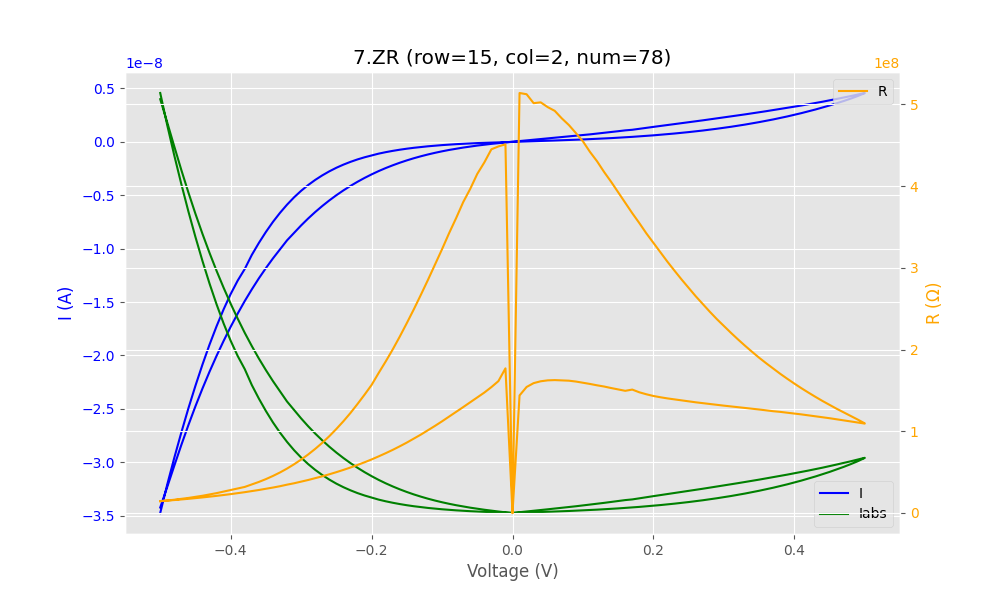 7.ZR (row=15, col=2, num=78)
1e−8
1e8
0.5
0.0
−0.5
−1.0
−1.5
−2.0
−2.5
−3.0
−3.5
I (A)
5
4
3
2
1
0
R (Ω)
R
I
Iabs
−0.4
−0.2
0.0
0.2
0.4
Voltage (V)